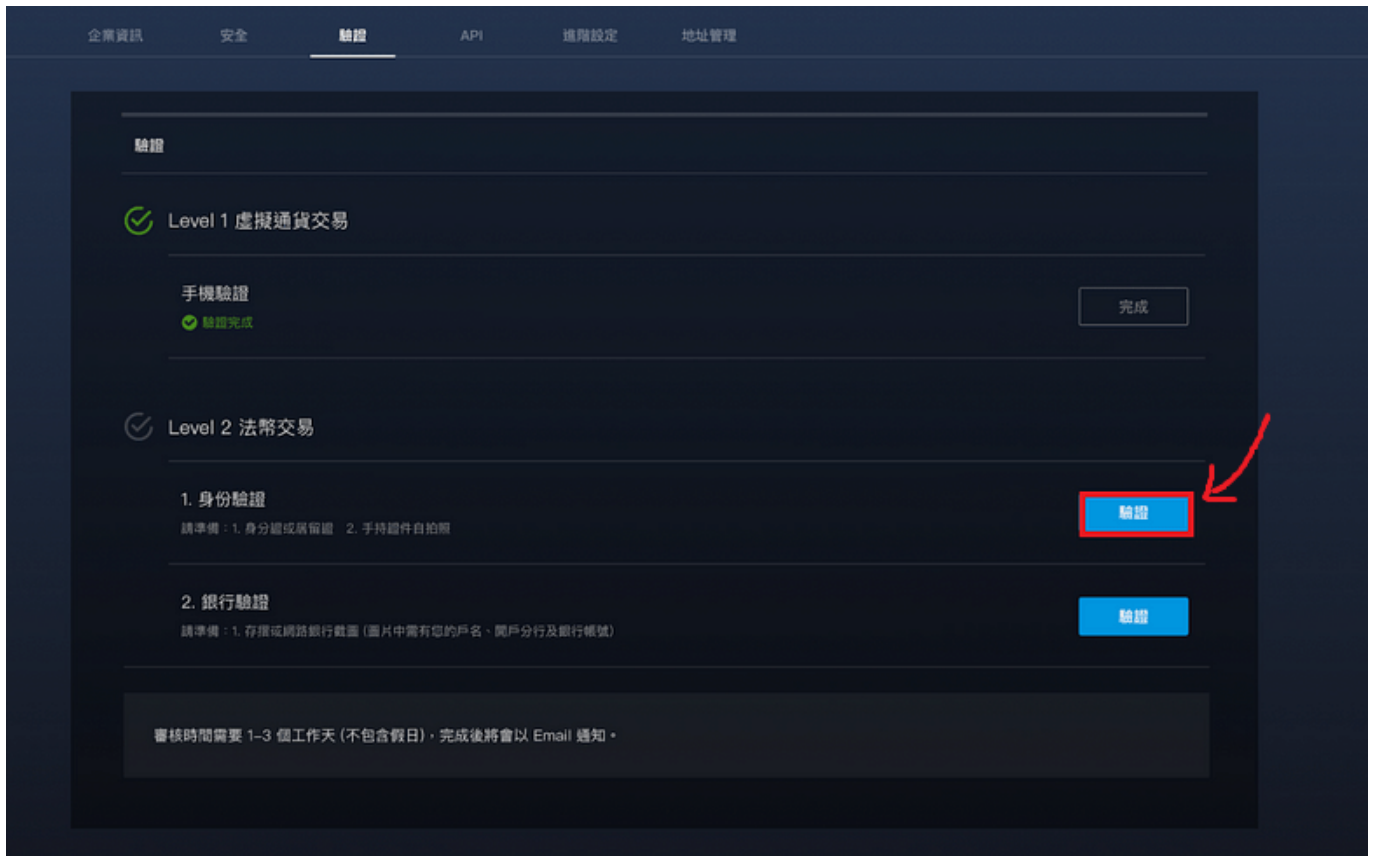 企業資訊 安全 驗證 API 進階設定 地址管理
驗證
Level 1 虛擬通貨交易
手機驗證
完成
驗證完成
Level 2 法幣交易
1. 身份驗證
驗證
請準備：1. 身分證或居留證 2. 手持證件自拍照
2. 銀行驗證
驗證
請準備：1. 存摺或網路銀行截圖 (圖片中需有您的戶名、開戶分行及銀行帳號)
審核時間需要 1-3 個工作天 (不包含假日)，完成後將會以 Email 通知。